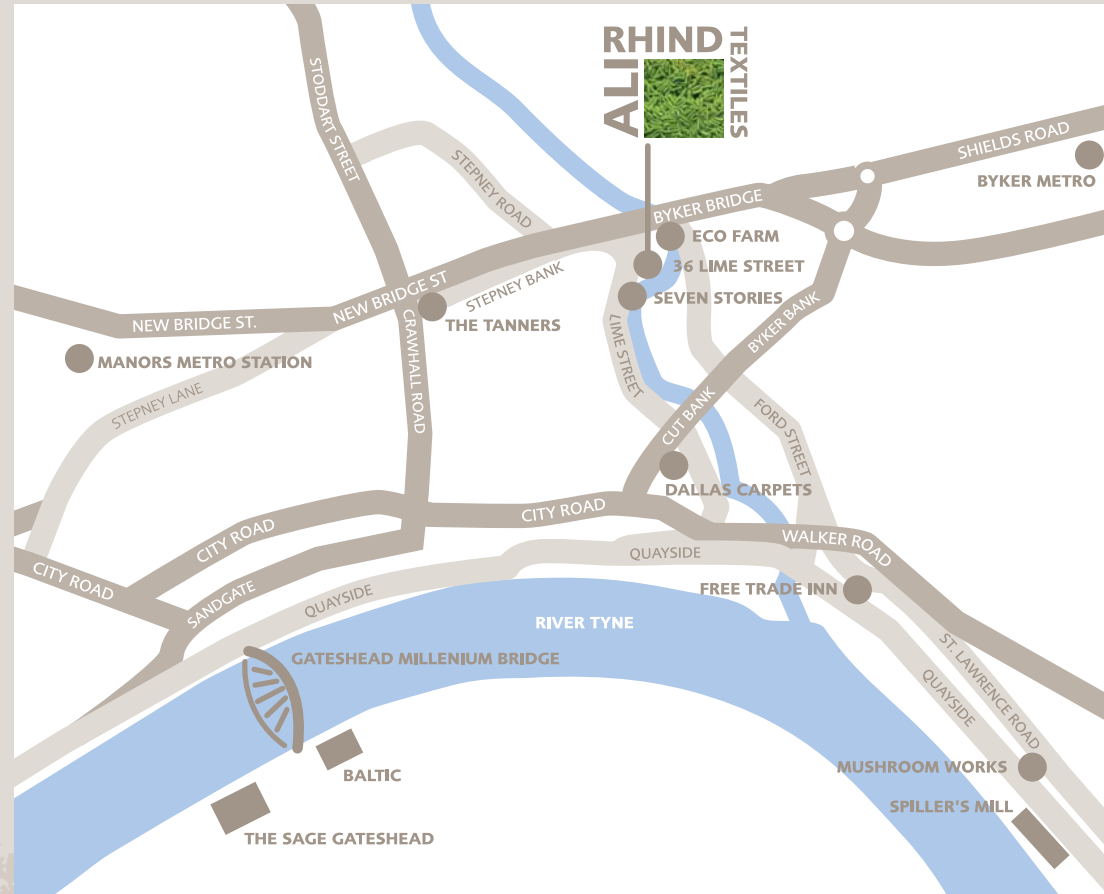 ALI
RHIND
TEXTILES
STODDART STREET
STEPNEY ROAD
BYKER BRIDGE
SHIELDS ROAD
BYKER METRO
ECO FARM
36 LIME STREET
SEVEN STORIES
STEPNEY BANK
NEW BRIDGE ST
NEW BRIDGE ST.
THE TANNERS
MANORS METRO STATION
CRAWHALL ROAD
LIME STREET
BYKER BANK
STEPNEY LANE
CUT BANK
FORD STREET
DALLAS CARPETS
CITY ROAD
CITY ROAD
WALKER ROAD
QUAYSIDE
CITY ROAD
SANDGATE
QUAYSIDE
FREE TRADE INN
RIVER TYNE
GATESHEAD MILLENIUM BRIDGE
ST. LAWRENCE ROAD
QUAYSIDE
BALTIC
MUSHROOM WORKS
SPILLER'S MILL
THE SAGE GATESHEAD